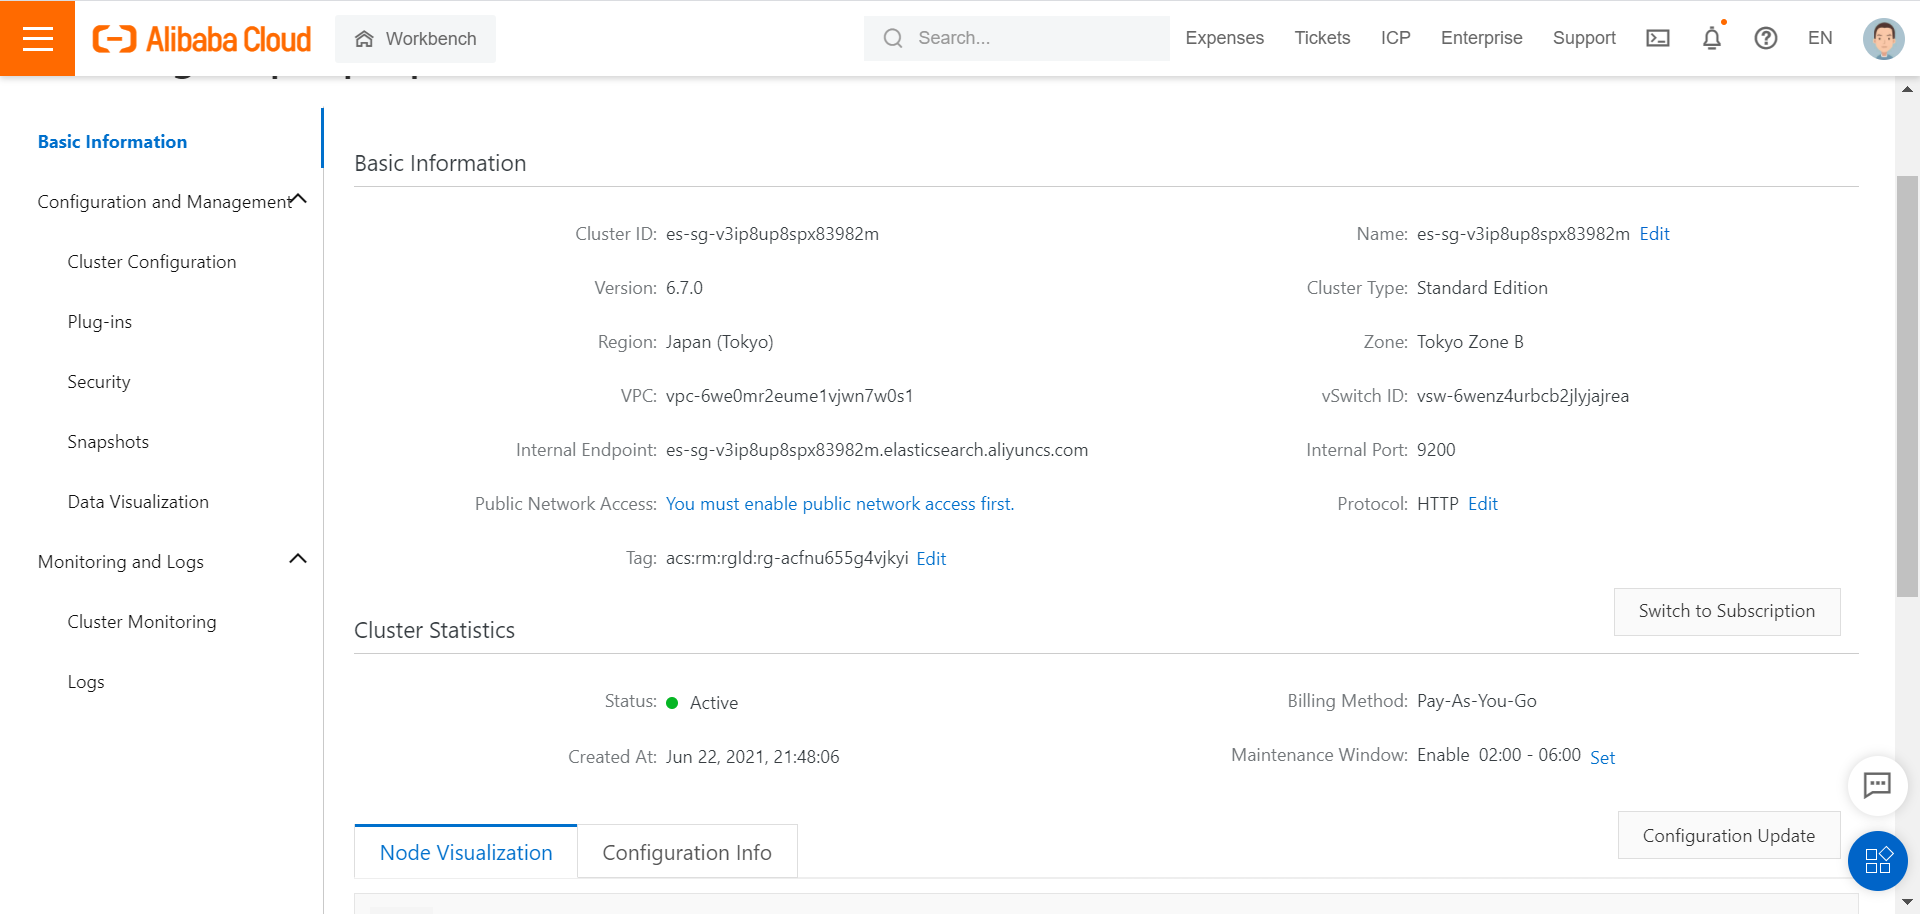 Alibaba Cloud
Workbench
Search...
Expenses
Tickets
ICP
Enterprise
Support
EN
Basic Information
Configuration and Management
Cluster Configuration
Plug-ins
Security
Snapshots
Data Visualization
Monitoring and Logs
Cluster Monitoring
Logs
Basic Information
Cluster ID: es-sg-v3ip8up8spx83982m
Name: es-sg-v3ip8up8spx83982m Edit
Version: 6.7.0
Cluster Type: Standard Edition
Region: Japan (Tokyo)
Zone: Tokyo Zone B
VPC: vpc-6we0mr2eume1vjwn7w0s1
vSwitch ID: vsw-6wenz4urbcb2jlyjajrea
Internal Endpoint: es-sg-v3ip8up8spx83982m.elasticsearch.aliyuncs.com
Internal Port: 9200
Public Network Access: You must enable public network access first.
Protocol: HTTP Edit
Tag: acs:rm:rgId:rg-acfnu655g4vjkyi Edit
Switch to Subscription
Cluster Statistics
Status: Active
Billing Method: Pay-As-You-Go
Created At: Jun 22, 2021, 21:48:06
Maintenance Window: Enable 02:00 - 06:00 Set
Configuration Update
Node Visualization
Configuration Info